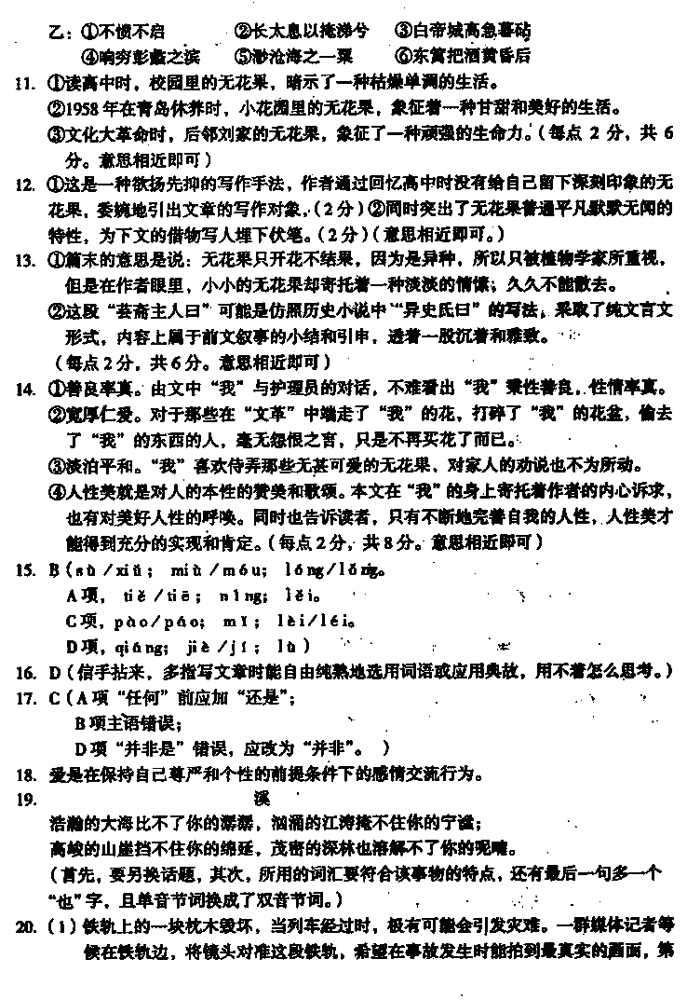 乙：①不愤不启 ②长太息以掩涕兮 ③白帝城高急暮砧
④响穷彭蠡之滨 ⑤渺沧海之一粟 ⑥东篱把酒黄昏后
11. ①读高中时，校园里的无花果，暗示了一种枯燥单调的生活。
②1958年在青岛休养时，小花园里的无花果，象征着一种甘甜和美好的生活。
③文化大革命时，后邻刘家的无花果，象征了一种顽强的生命力。（每点 2 分，共 6
分。意思相近即可）
12. ①这是一种欲扬先抑的写作手法，作者通过回忆高中时没有给自己留下深刻印象的无
花果，委婉地引出文章的写作对象。（2分）②同时突出了无花果普通平凡默默无闻的
特性，为下文的借物写人埋下伏笔。（2分）（意思相近即可。）
13. ①篇末的意思是说：无花果只开花不结果，因为是异种，所以只被植物学家所重视，
但是在作者眼里，小小的无花果却寄托着一种淡淡的情愫；久久不能散去。
②这段“芸斋主人曰”可能是仿照历史小说中“异史氏曰”的写法，采取了纯文言文
形式，内容上属于前文叙事的小结和引申，透着一股沉着和雅致。
（每点2分，共6分。意思相近即可）
14. ①善良率真。由文中“我”与护理员的对话，不难看出“我”秉性善良，性情率真。
②宽厚仁爱。对于那些在“文革”中端走了“我”的花，打碎了“我”的花盆，偷去
了“我”的东西的人，毫无怨恨之言，只是不再买花了而已。
③淡泊平和。“我”喜欢侍弄那些无甚可爱的无花果，对家人的劝说也不为所动。
④人性美就是对人的本性的赞美和歌颂。本文在“我”的身上寄托着作者的内心诉求，
也有对美好人性的呼唤。同时也告诉读者，只有不断地完善自我的人性，人性美才
能得到充分的实现和肯定。（每点2分，共8分。意思相近即可）
15. B（sù /xiǔ； miù /móu； lóng/lǒng。
A项， tiě /tiē； nìng； lěi。
C项，pào/páo； mī； lèi/léi。
D项，qiáng； jiè /jí； lù ）
16. D（信手拈来，多指写文章时能自由纯熟地选用词语或应用典故，用不着怎么思考。）
17. C（A项“任何”前应加“还是”；
B项主语错误；
D项“并非是”错误，应改为“并非”。 ）
18. 爱是在保持自己尊严和个性的前提条件下的感情交流行为。
19.
溪
浩瀚的大海比不了你的潺潺，汹涌的江涛掩不住你的宁谧；
高峻的山崖挡不住你的绵延，茂密的深林也溶解不了你的呢喃。
（首先，要另换话题，其次，所用的词汇要符合该事物的特点，还有最后一句多一个
“也”字，且单音节词换成了双音节词。）
20. （1）铁轨上的一块枕木毁坏，当列车经过时，极有可能会引发灾难。一群媒体记者等
候在铁轨边，将镜头对准这段铁轨，希望在事故发生时能拍到最真实的画面，第